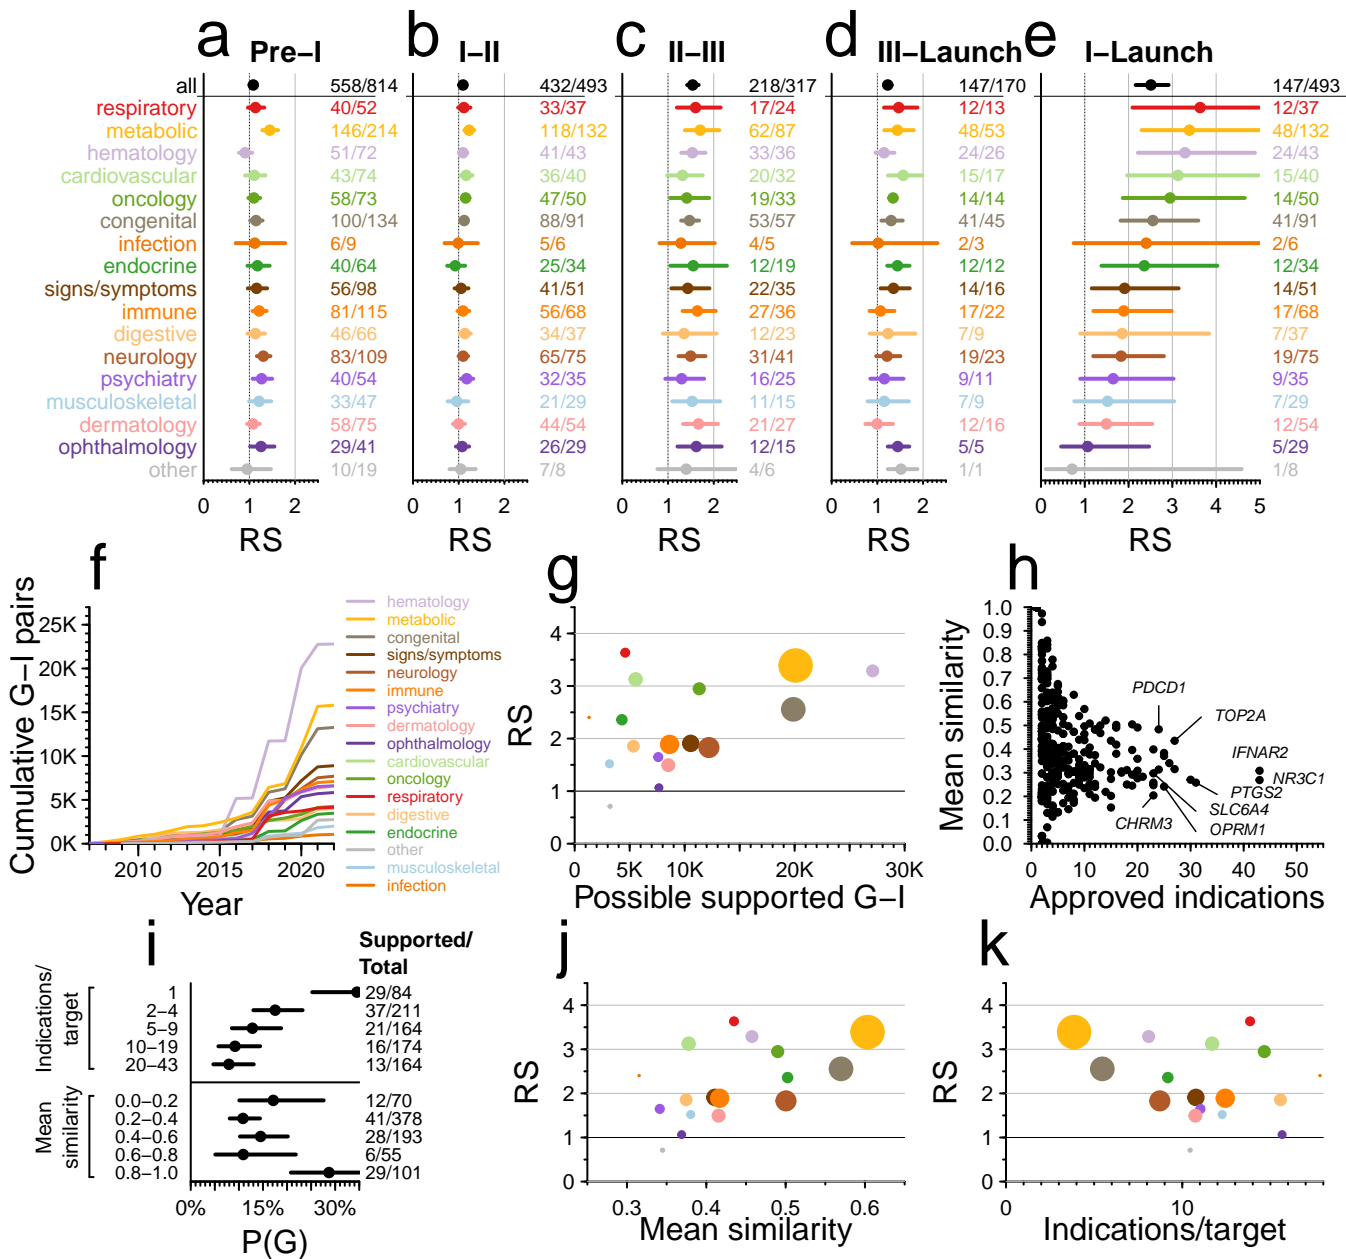 a Pre–I b I–II c II–III d III–Launch e I–Launch
all 558/814 432/493 218/317 147/170 147/493
respiratory 40/52 33/37 17/24 12/13 12/37
metabolic 146/214 118/132 62/87 48/53 48/132
hematology 51/72 41/43 33/36 24/26 24/43
cardiovascular 43/74 36/40 20/32 15/17 15/40
oncology 58/73 47/50 19/33 14/14 14/50
congenital 100/134 88/91 53/57 41/45 41/91
infection 6/9 5/6 4/5 2/3 2/6
endocrine 40/64 25/34 12/19 12/12 12/34
signs/symptoms 56/98 41/51 22/35 14/16 14/51
immune 81/115 56/68 27/36 17/22 17/68
digestive 46/66 34/37 12/23 7/9 7/37
neurology 83/109 65/75 31/41 19/23 19/75
psychiatry 40/54 32/35 16/25 9/11 9/35
musculoskeletal 33/47 21/29 11/15 7/9 7/29
dermatology 58/75 44/54 21/27 12/16 12/54
ophthalmology 29/41 26/29 12/15 5/5 5/29
other 10/19 7/8 4/6 1/1 1/8
0 1 2 0 1 2 0 1 2 0 1 2 0 1 2 3 4 5
RS RS RS RS RS
f
Cumulative G–I pairs
25K
20K
15K
10K
5K
0K
2010 2015 2020
Year
hematology
metabolic
congenital
signs/symptoms
neurology
immune
psychiatry
dermatology
ophthalmology
cardiovascular
oncology
respiratory
digestive
endocrine
other
musculoskeletal
infection
g
RS
4
3
2
1
0
0 5K 10K 20K 30K
Possible supported G–I
h
Mean similarity
1.0
0.9
0.8
0.7
0.6
0.5
0.4
0.3
0.2
0.1
0.0
PDCD1
TOP2A
IFNAR2
NR3C1
PTGS2
SLC6A4
CHRM3
OPRM1
0 10 20 30 40 50
Approved indications
i
Supported/
Total
Indications/
target
1 29/84
2–4 37/211
5–9 21/164
10–19 16/174
20–43 13/164
Mean
similarity
0.0–0.2 12/70
0.2–0.4 41/378
0.4–0.6 28/193
0.6–0.8 6/55
0.8–1.0 29/101
0% 15% 30%
P(G)
j
RS
4
3
2
1
0
0.3 0.4 0.5 0.6
Mean similarity
k
RS
4
3
2
1
0
0 10
Indications/target